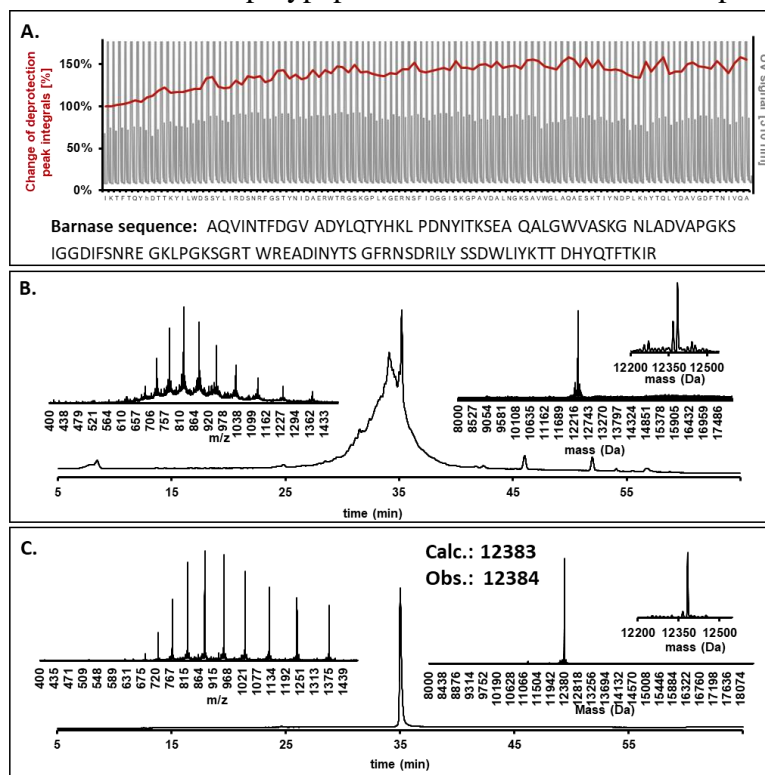 A.
Change of deprotection
peak integrals [%]
150%
100%
50%
0%
I K T F T Q Y h D T T K Y I L W D S S Y L I R D S N R F G S T Y N I D A E R W T R G S K G P L K G E R N S F I D G G I S K G P A V D A L N G K S A V W G L A Q A E S K T I Y N D P L K h Y T Q L Y D A V G D F T N I V Q A
Barnase sequence: AQVINTFDGV ADYLQTYHKL PDNYITKSEA QALGWVASKG NLADVAPGKS
IGGDIFSNRE GKLPGKSGRT WREADINYTS GFRNSDRILY SSDWLIYKTT DHYQTFTKIR
B.
12200 12350 12500
mass (Da)
400 438 479 521 564 610 657 706 757 810 864 920 978 1038 1099 1162 1227 1294 1362 1433
m/z
8000 8527 9054 9581 10108 10635 11162 11689 12216 12743 13270 13797 14324 14851 15378 15905 16432 16959 17486
mass (Da)
5 15 25 35 45 55
time (min)
C.
Calc.: 12383
Obs.: 12384
12200 12350 12500
mass (Da)
400 435 471 509 548 589 631 675 720 767 815 864 915 968 1021 1077 1134 1192 1251 1313 1375 1439
m/z
8000 8438 8876 9314 9752 10190 10628 11066 11504 11942 12380 12818 13256 13694 14132 14570 15008 15446 15884 16322 16760 17198 17636 18074
Mass (Da)
5 15 25 35 45 55
time (min)